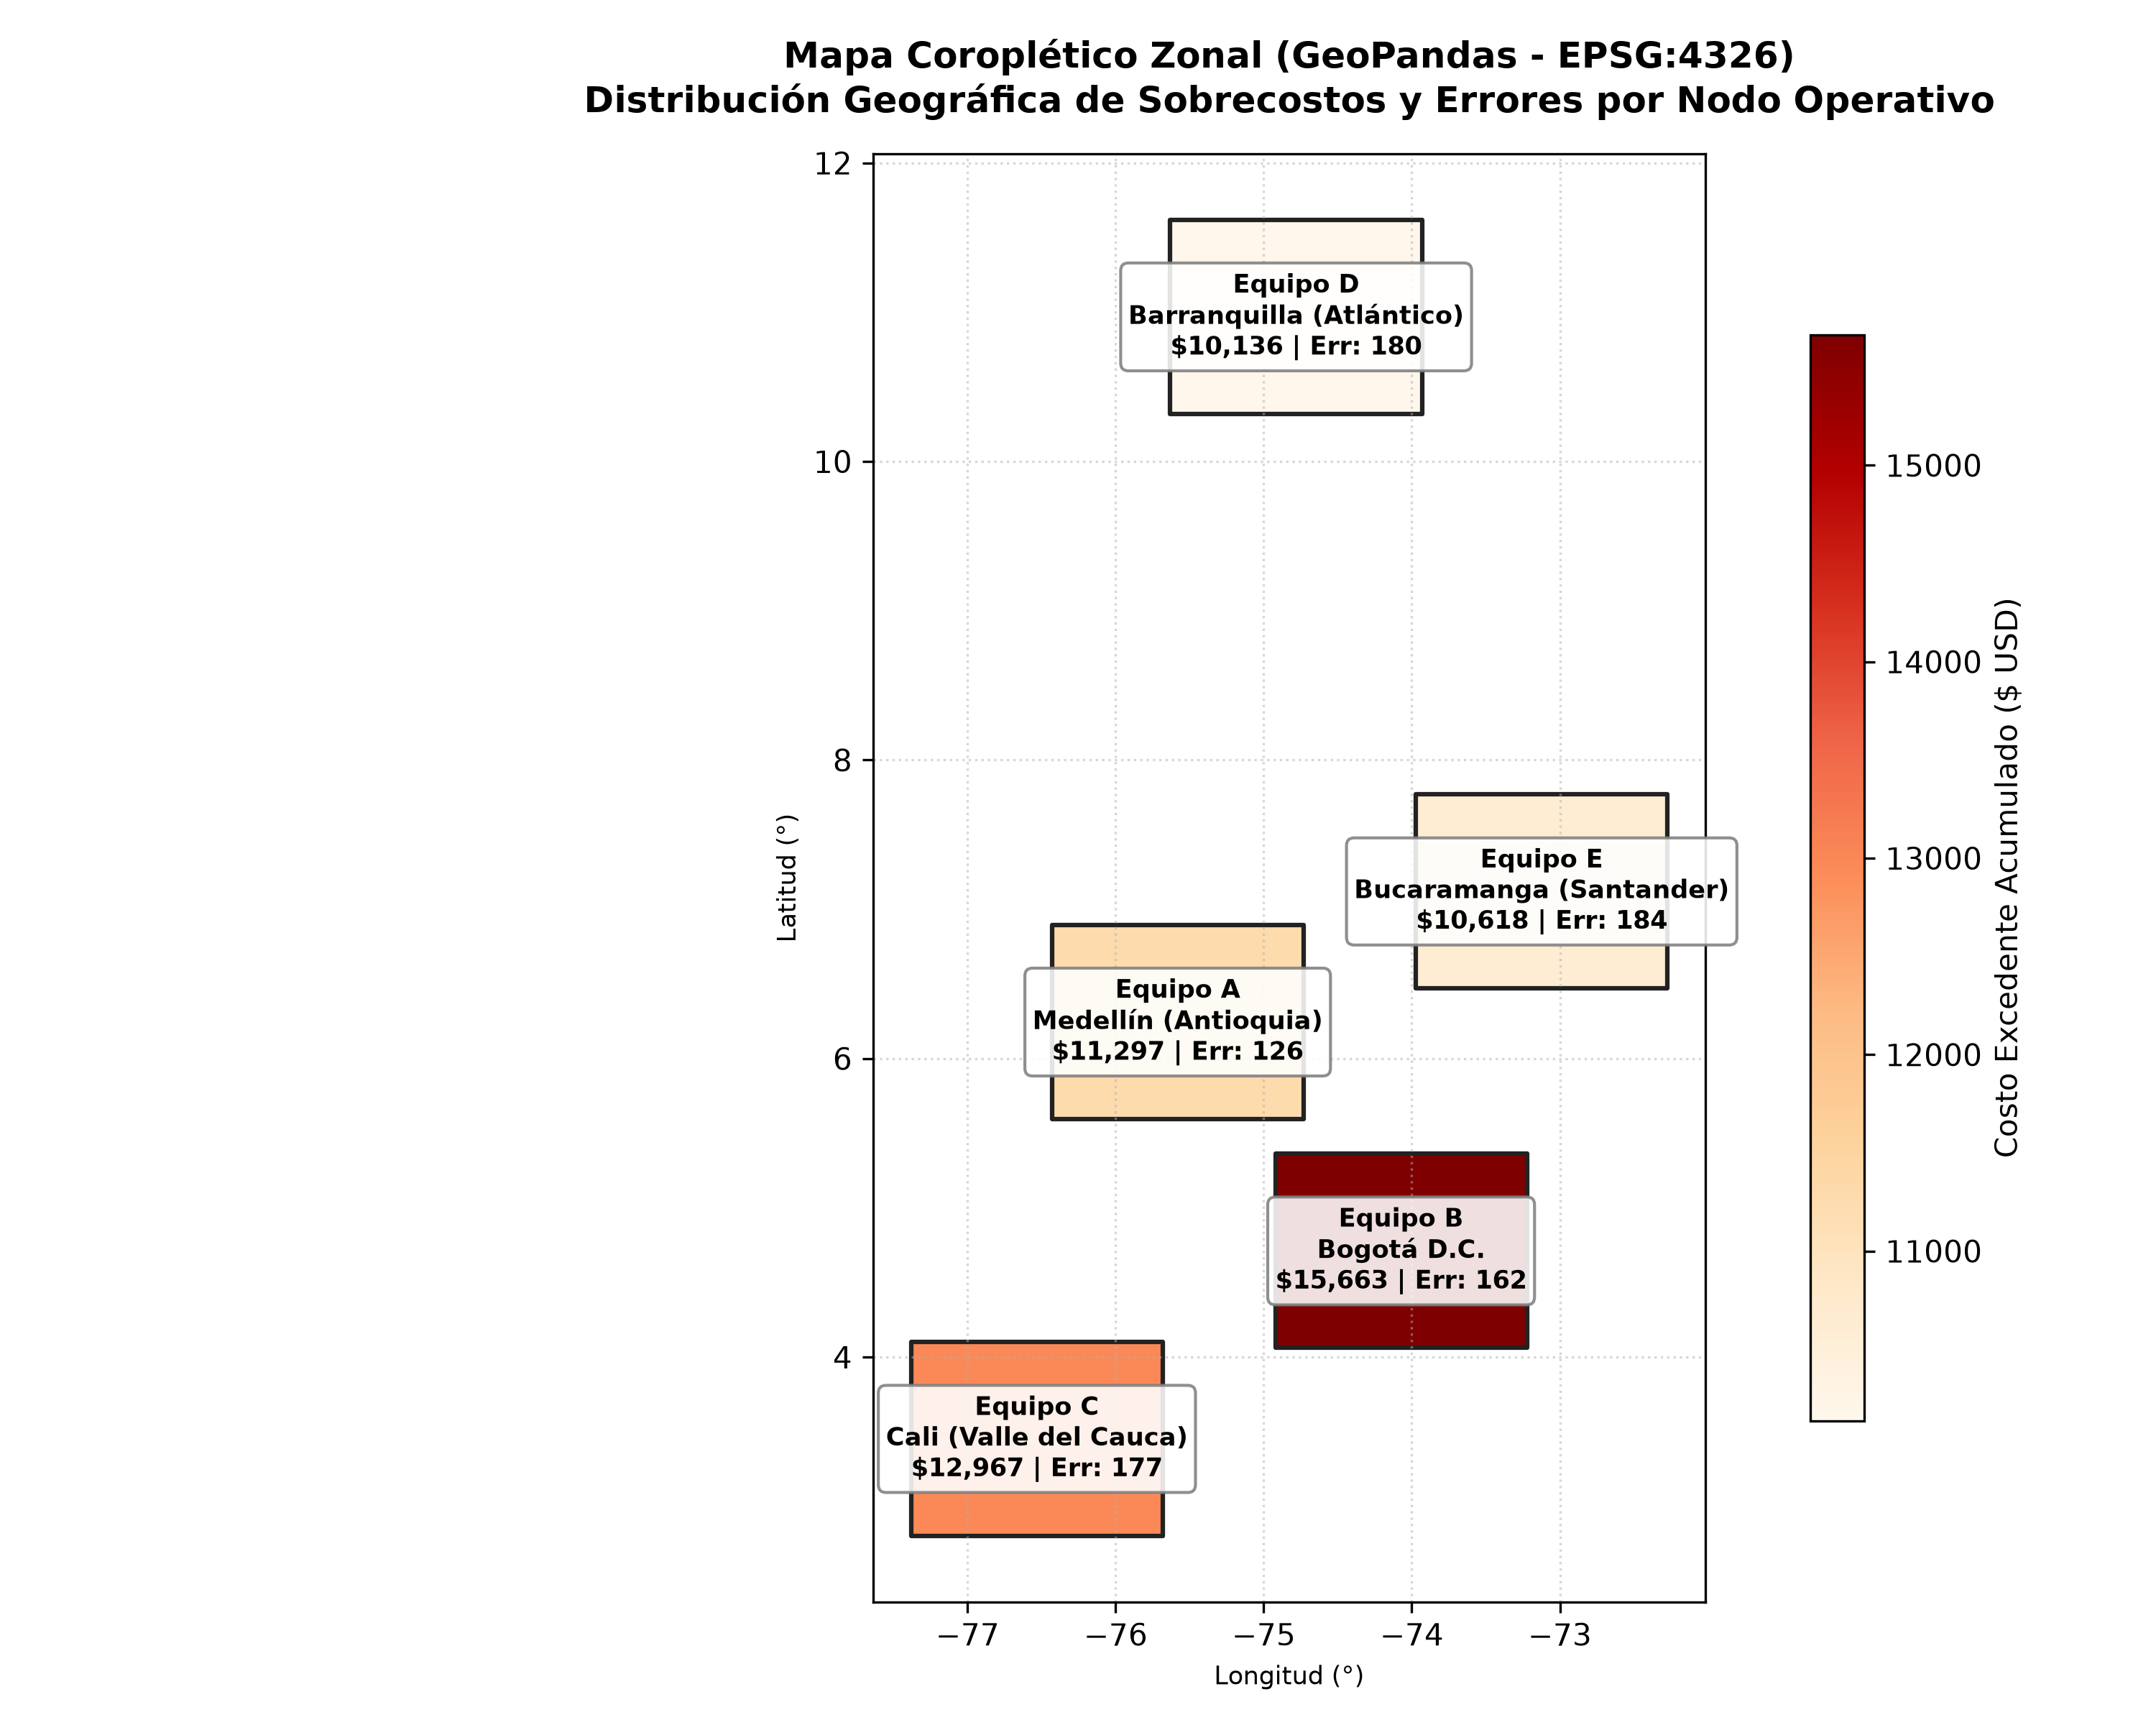 Mapa Coroplético Zonal (GeoPandas - EPSG:4326)
Distribución Geográfica de Sobrecostos y Errores por Nodo Operativo
12
10
8
6
4
Latitud (°)
Equipo D
Barranquilla (Atlántico)
$10,136 | Err: 180
Equipo E
Bucaramanga (Santander)
$10,618 | Err: 184
Equipo A
Medellín (Antioquia)
$11,297 | Err: 126
Equipo B
Bogotá D.C.
$15,663 | Err: 162
Equipo C
Cali (Valle del Cauca)
$12,967 | Err: 177
−77
−76
−75
−74
−73
Longitud (°)
15000
14000
13000
12000
11000
Costo Excedente Acumulado ($ USD)